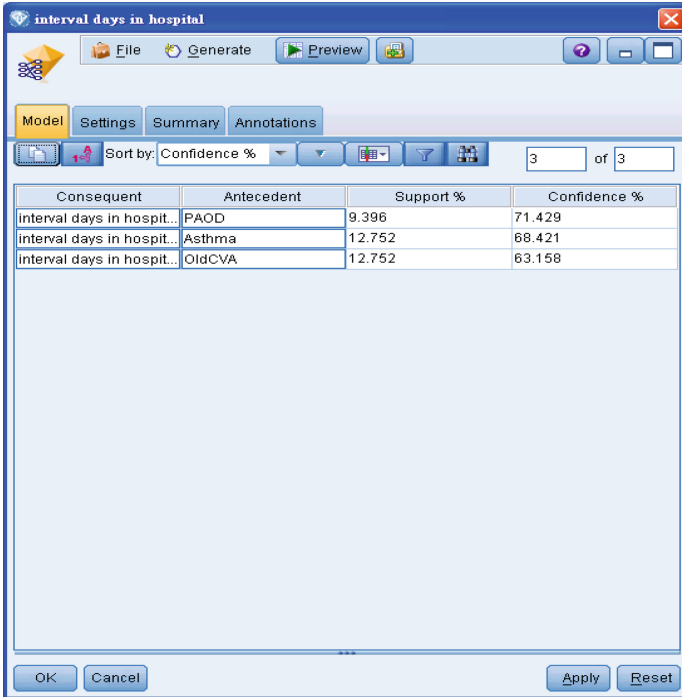 interval days in hospital
File Generate Preview
Model Settings Summary Annotations
Sort by: Confidence % 3 of 3
Consequent Antecedent Support % Confidence %
interval days in hospit... PAOD 9.396 71.429
interval days in hospit... Asthma 12.752 68.421
interval days in hospit... OldCVA 12.752 63.158
OK Cancel Apply Reset